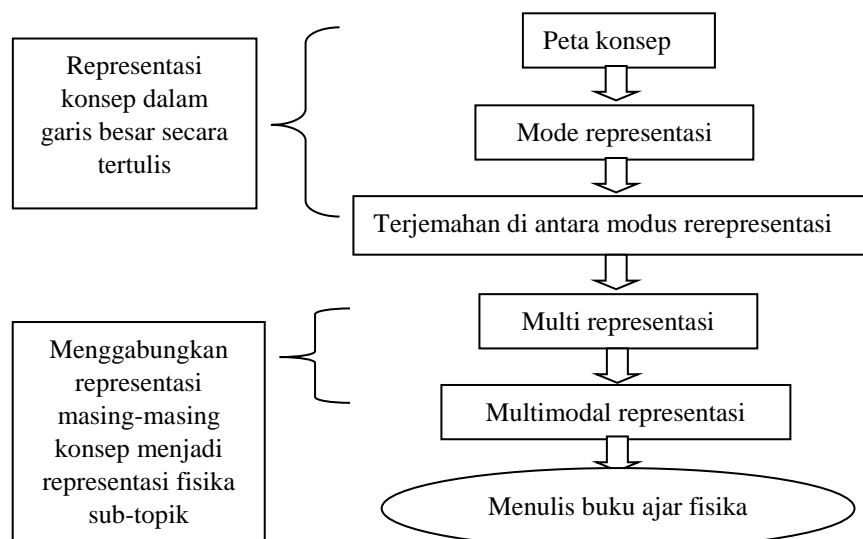 Peta konsep
Representasi
konsep dalam
garis besar secara
tertulis
Mode representasi
Terjemahan di antara modus rerepresentasi
Multi representasi
Menggabungkan
representasi
masing-masing
konsep menjadi
representasi fisika
sub-topik
Multimodal representasi
Menulis buku ajar fisika